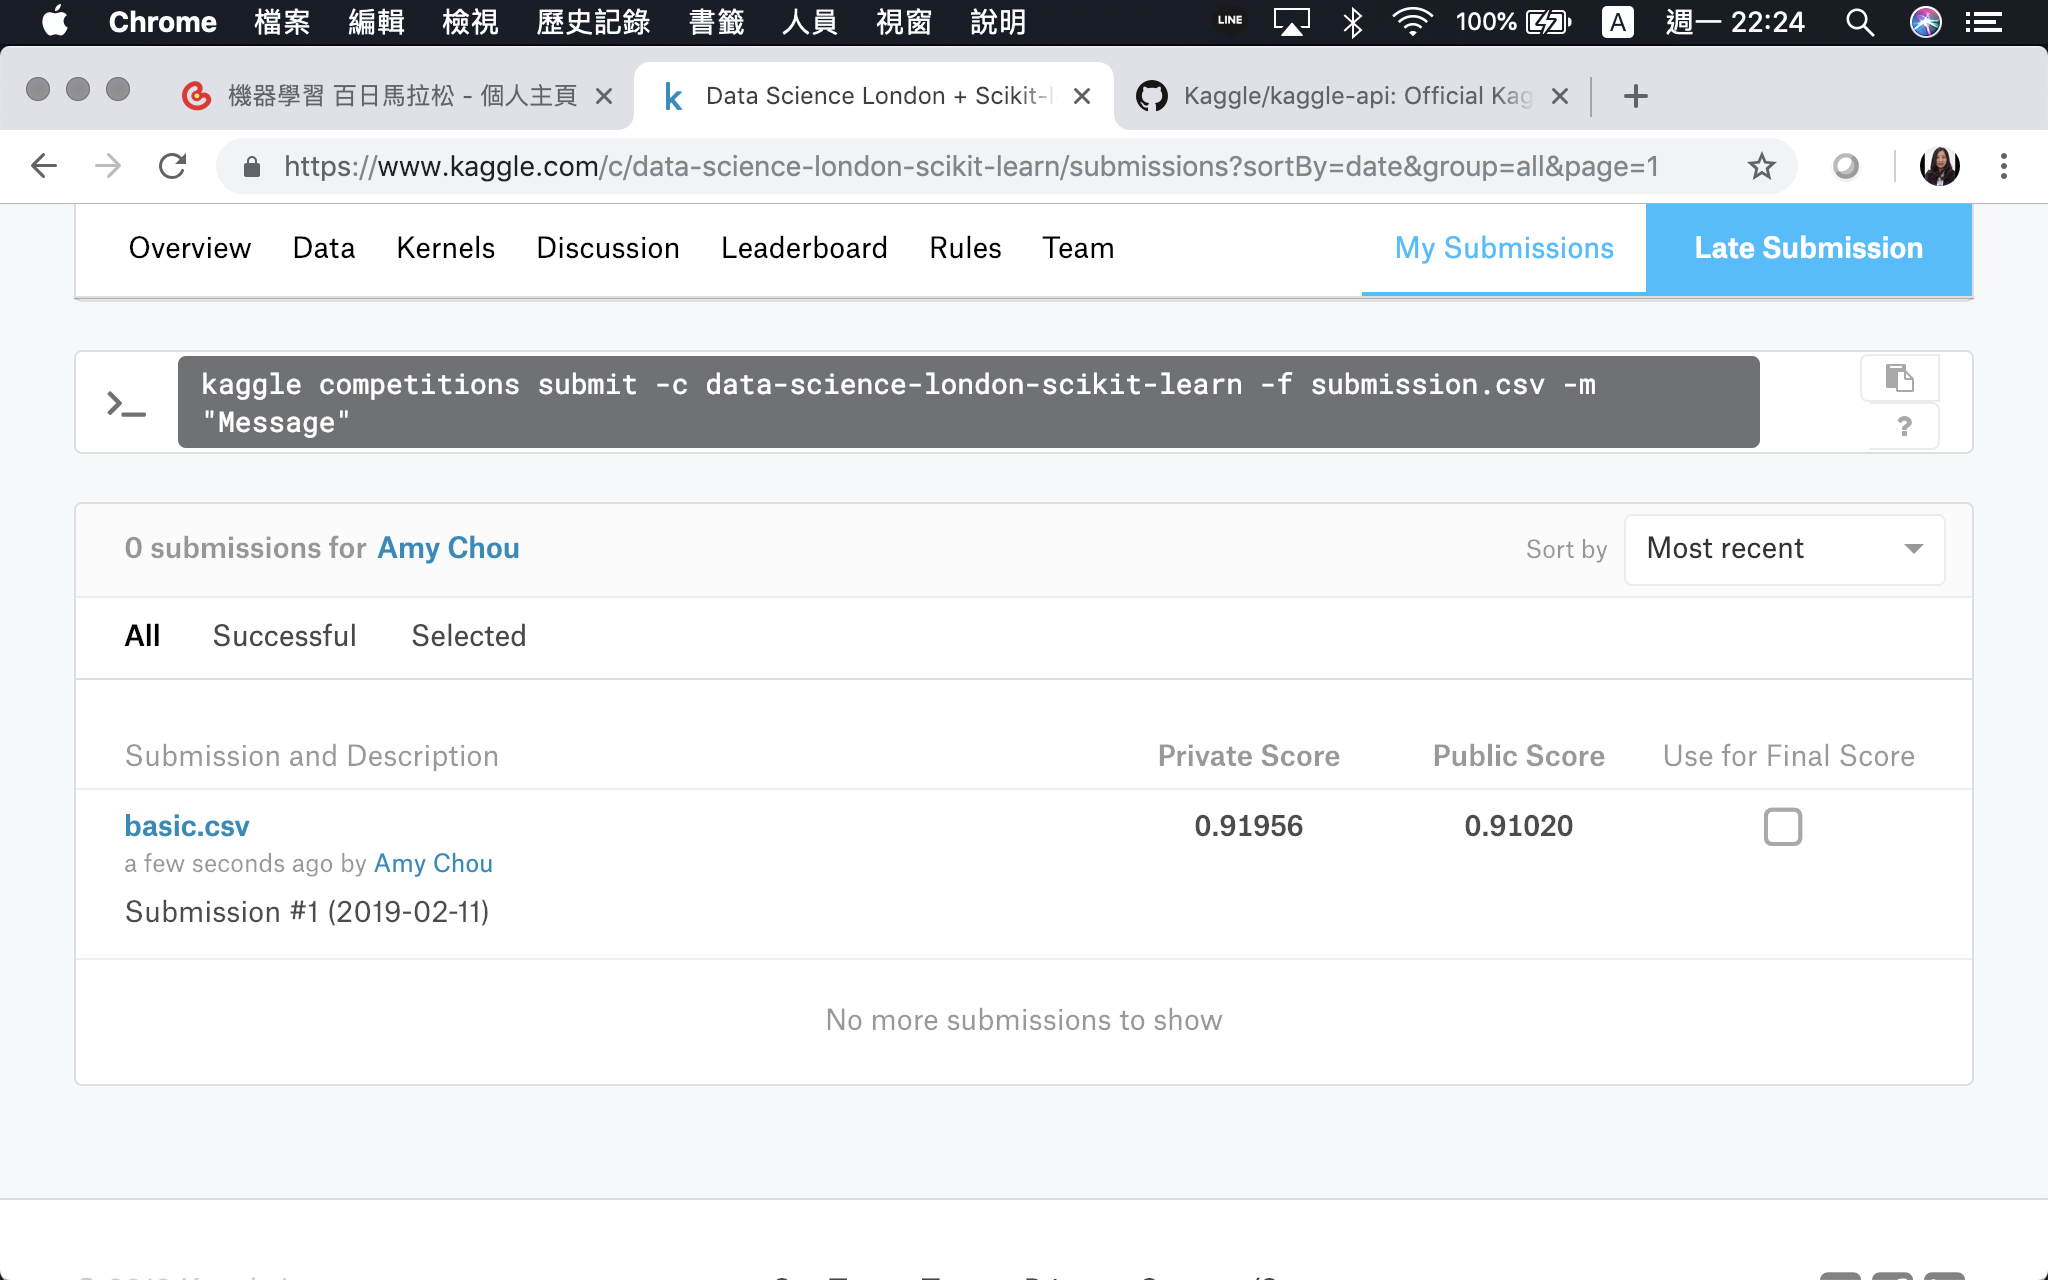 Chrome 檔案 編輯 檢視 歷史記錄 書籤 人員 視窗 說明 LINE 100% A 週一 22:24
機器學習 百日馬拉松 - 個人主頁 Data Science London + Scikit-l Kaggle/kaggle-api: Official Kag
https://www.kaggle.com/c/data-science-london-scikit-learn/submissions?sortBy=date&group=all&page=1
Overview Data Kernels Discussion Leaderboard Rules Team My Submissions Late Submission
>_ kaggle competitions submit -c data-science-london-scikit-learn -f submission.csv -m
"Message"
?
0 submissions for Amy Chou Sort by Most recent
All Successful Selected
Submission and Description Private Score Public Score Use for Final Score
basic.csv 0.91956 0.91020
a few seconds ago by Amy Chou
Submission #1 (2019-02-11)
No more submissions to show